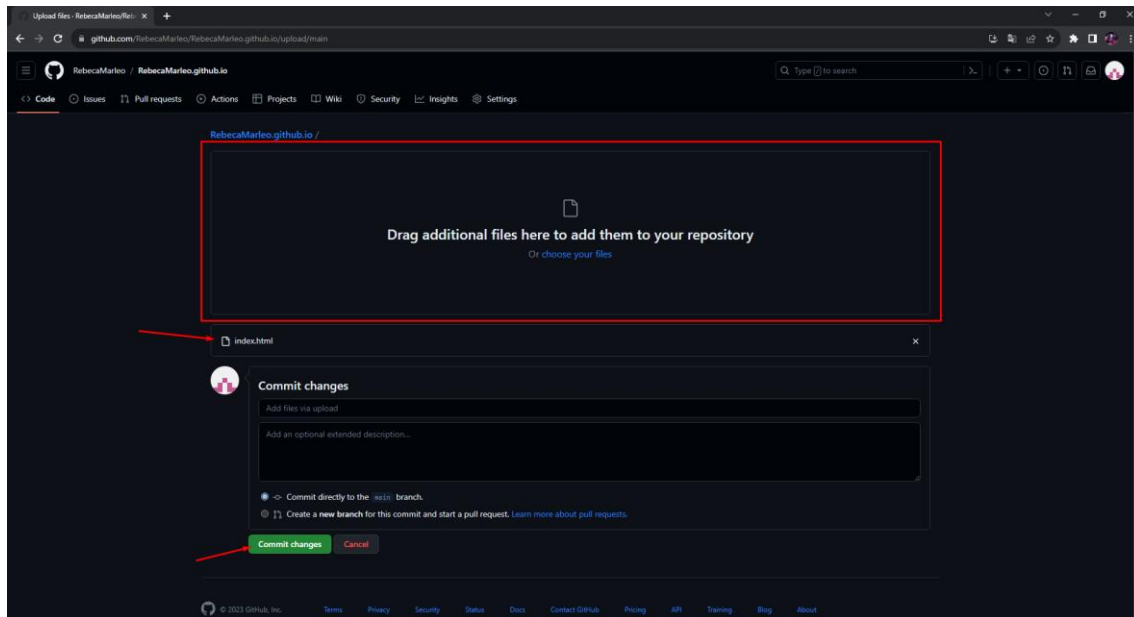 Upload files · RebecaMarleo/Reb
github.com/RebecaMarleo/RebecaMarleo.github.io/upload/main
RebecaMarleo / RebecaMarleo.github.io
Type / to search
Code Issues Pull requests Actions Projects Wiki Security Insights Settings
RebecaMarleo.github.io /
Drag additional files here to add them to your repository
Or choose your files
index.html
Commit changes
Add files via upload
Add an optional extended description...
Commit directly to the main branch.
Create a new branch for this commit and start a pull request. Learn more about pull requests.
Commit changes Cancel
© 2023 GitHub, Inc. Terms Privacy Security Status Docs Contact GitHub Pricing API Training Blog About